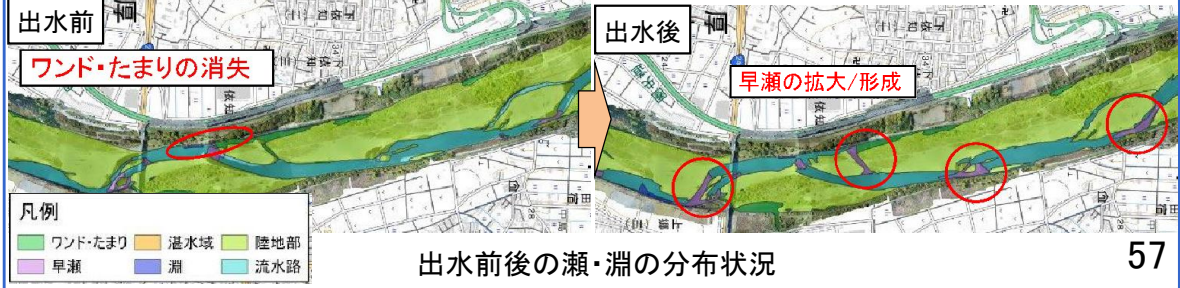 出水前
ワンド・たまりの消失
出水後
早瀬の拡大/形成
凡例
ワンド・たまり
湛水域
陸地部
早瀬
淵
流水路
出水前後の瀬・淵の分布状況
57